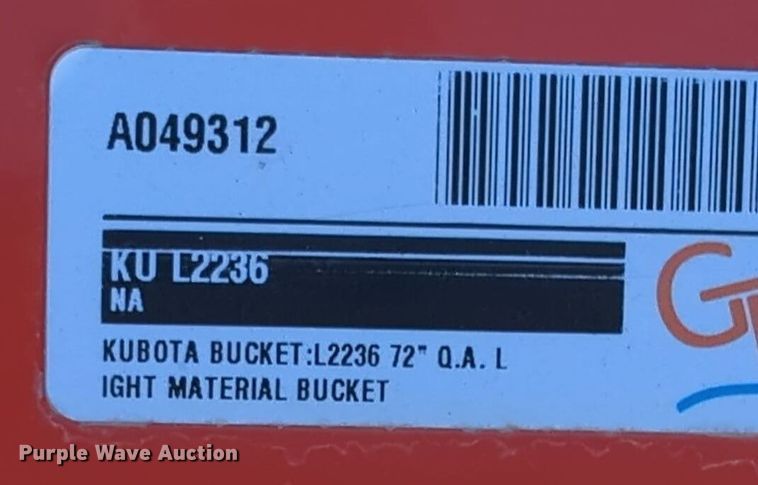 A049312
KU L2236
NA
KUBOTA BUCKET:L2236 72" Q.A. L
IGHT MATERIAL BUCKET
Purple Wave Auction